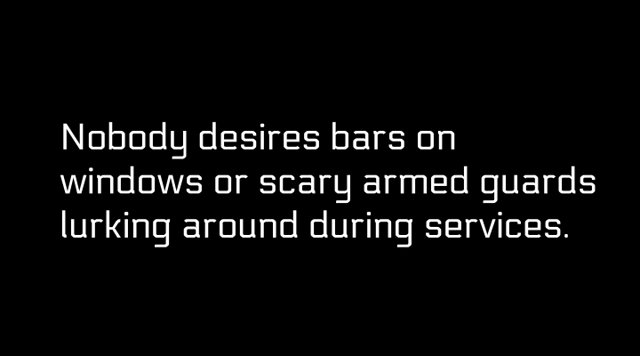 Nobody desires bars on
windows or scary armed guards
lurking around during services.